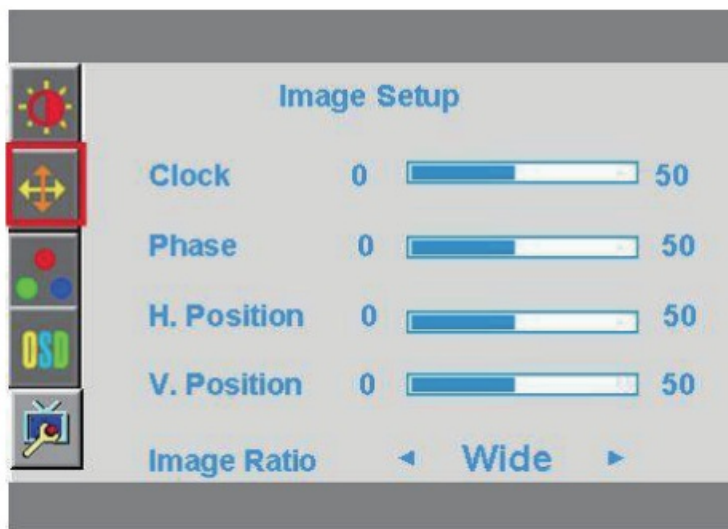 Image Setup
Clock 0 50
Phase 0 50
H. Position 0 50
OSD
V. Position 0 50
Image Ratio Wide